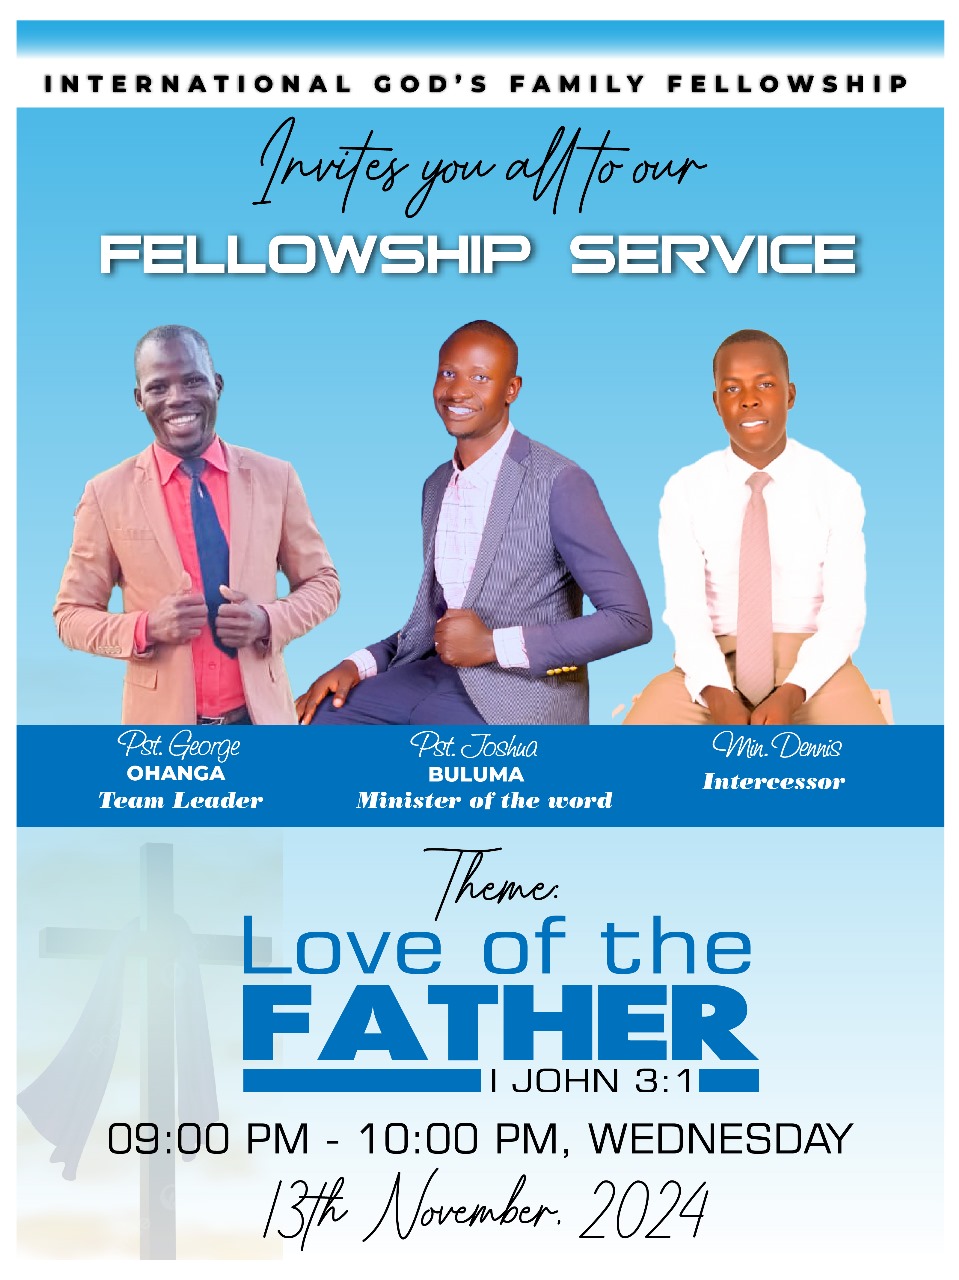 INTERNATIONAL GOD'S FAMILY FELLOWSHIP
Invites you all to our
FELLOWSHIP SERVICE
Pst. George
OHANGA
Team Leader
Pst. Joshua
BULUMA
Minister of the word
Min. Dennis
Intercessor
Theme:
Love of the
FATHER
I JOHN 3:1
09:00 PM - 10:00 PM, WEDNESDAY
13th November, 2024